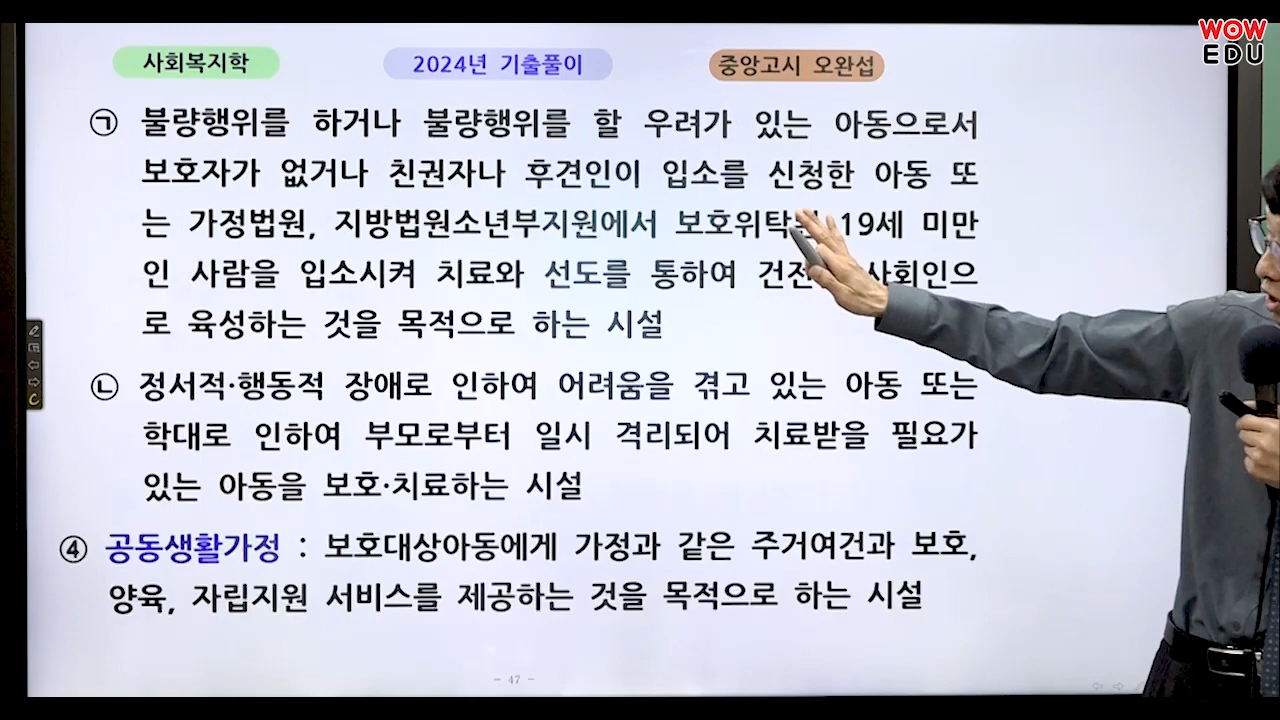 WOW
EDU
사회복지학 2024년 기출풀이 중앙고시 오완섭
㉠ 불량행위를 하거나 불량행위를 할 우려가 있는 아동으로서
보호자가 없거나 친권자나 후견인이 입소를 신청한 아동 또
는 가정법원, 지방법원소년부지원에서 보호위탁 19세 미만
인 사람을 입소시켜 치료와 선도를 통하여 건전 사회인으
로 육성하는 것을 목적으로 하는 시설
㉡ 정서적·행동적 장애로 인하여 어려움을 겪고 있는 아동 또는
학대로 인하여 부모로부터 일시 격리되어 치료받을 필요가
있는 아동을 보호·치료하는 시설
④ 공동생활가정 : 보호대상아동에게 가정과 같은 주거여건과 보호,
양육, 자립지원 서비스를 제공하는 것을 목적으로 하는 시설
- 47 -